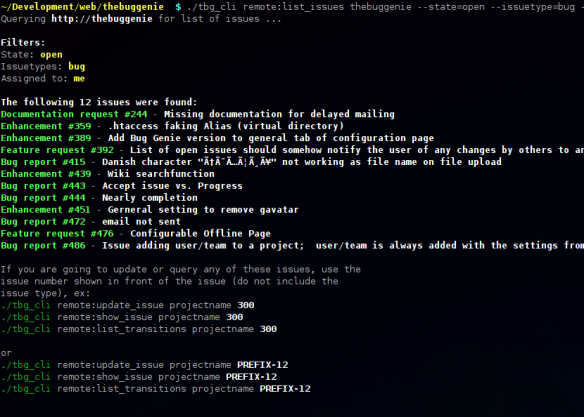 ~/Development/web/thebuggenie $ ./tbg_cli remote:list_issues thebuggenie --state=open --issuetype=bug -
Querying http://thebuggenie for list of issues ...
Filters:
State: open
Issuetypes: bug
Assigned to: me
The following 12 issues were found:
Documentation request #244 - Missing documentation for delayed mailing
Enhancement #359 - .htaccess faking Alias (virtual directory)
Enhancement #389 - Add Bug Genie version to general tab of configuration page
Feature request #392 - List of open issues should somehow notify the user of any changes by others to an
Bug report #415 - Danish character "Ã†Ã˜Ã…Ã¦Ã¸Ã¥" not working as file name on file upload
Enhancement #439 - Wiki searchfunction
Bug report #443 - Accept issue vs. Progress
Bug report #444 - Nearly completion
Enhancement #451 - Gerneral setting to remove gavatar
Bug report #472 - email not sent
Feature request #476 - Configurable Offline Page
Bug report #486 - Issue adding user/team to a project; user/team is always added with the settings from
If you are going to update or query any of these issues, use the
issue number shown in front of the issue (do not include the
issue type), ex:
./tbg_cli remote:update_issue projectname 300
./tbg_cli remote:show_issue projectname 300
./tbg_cli remote:list_transitions projectname 300
or
./tbg_cli remote:update_issue projectname PREFIX-12
./tbg_cli remote:show_issue projectname PREFIX-12
./tbg_cli remote:list_transitions projectname PREFIX-12